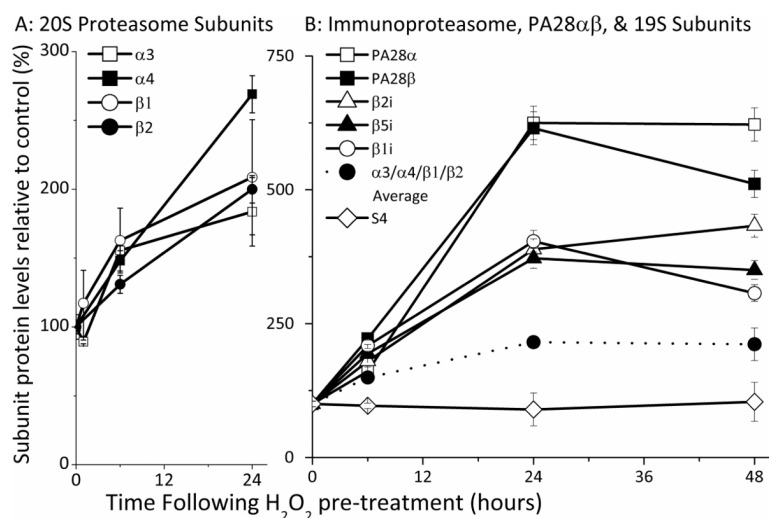 A: 20S Proteasome Subunits
B: Immunoproteasome, PA28αβ, & 19S Subunits
Subunit protein levels relative to control (%)
300
200
100
0
α3
α4
β1
β2
0
6
12
18
24
750
500
250
0
PA28α
PA28β
β2i
β5i
β1i
α3/α4/β1/β2
Average
S4
0
12
24
36
48
Time Following H2O2 pre-treatment (hours)